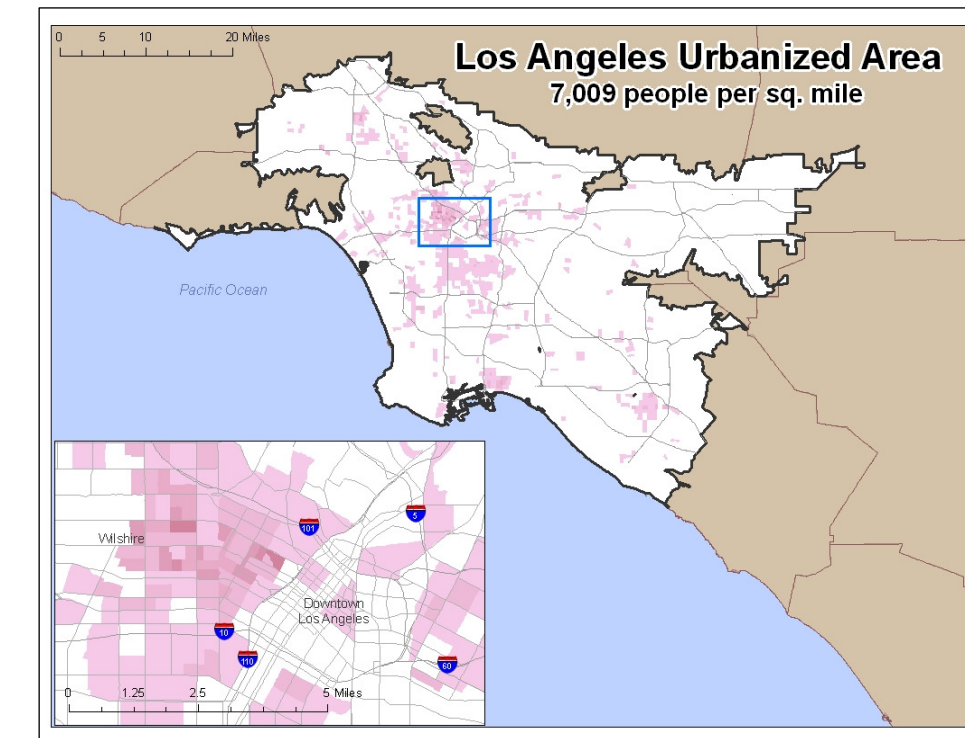 0 5 10 20 Miles
Los Angeles Urbanized Area
7,009 people per sq. mile
Pacific Ocean
Wilshire
101
5
Downtown
Los Angeles
10
110
60
0 1.25 2.5 5 Miles